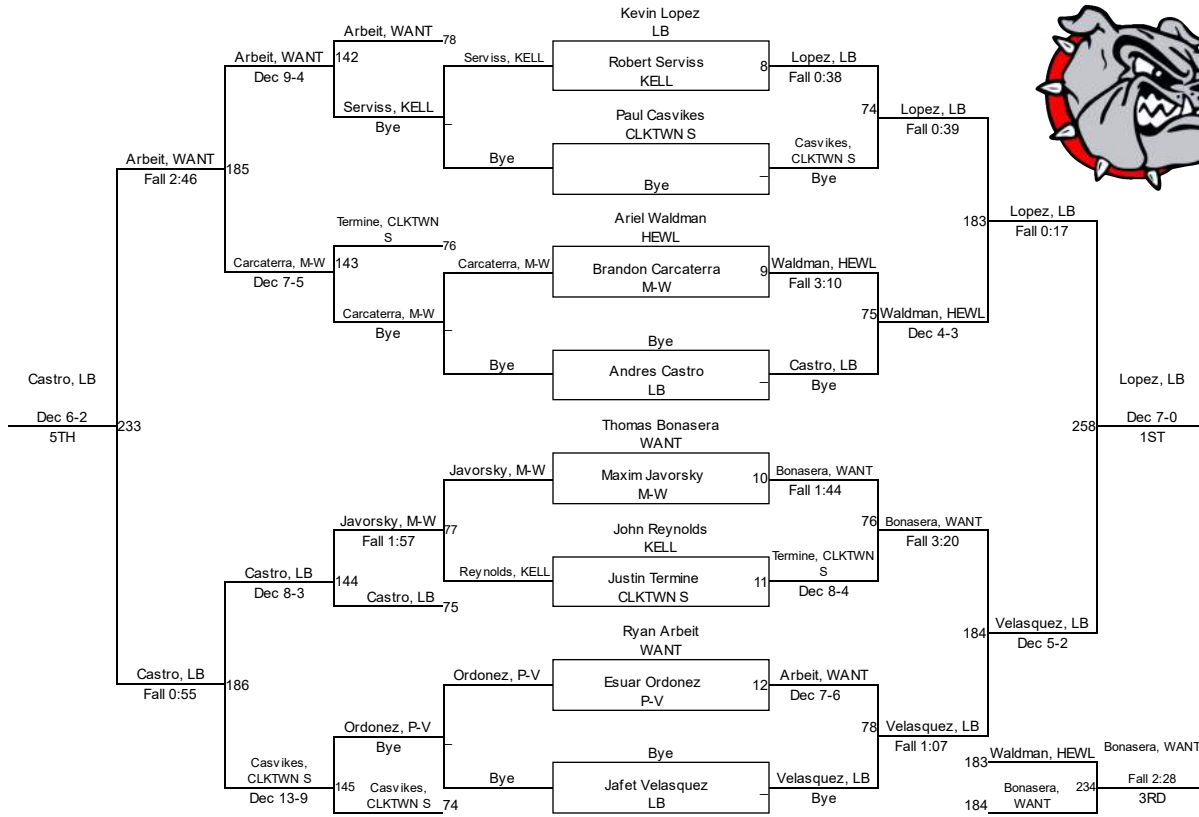 Kevin Lopez
LB
Arbeit, WANT
78
Arbeit, WANT
142
Serviss, KELL
Robert Serviss
KELL
8
Lopez, LB
Dec 9-4
Fall 0:38
Serviss, KELL
Bye
–
Paul Casvikes
CLKTWN S
74
Lopez, LB
Fall 0:39
Arbeit, WANT
Fall 2:46
185
Bye
Bye
–
Casvikes,
CLKTWN S
Bye
Termine, CLKTWN
S
76
Ariel Waldman
HEWL
183
Lopez, LB
Fall 0:17
Carcaterra, M-W
Dec 7-5
143
Carcaterra, M-W
Brandon Carcaterra
M-W
9
Waldman, HEWL
Fall 3:10
Carcaterra, M-W
Bye
–
75
Waldman, HEWL
Dec 4-3
Bye
Bye
Andres Castro
LB
–
Castro, LB
Bye
Castro, LB
Dec 6-2
5TH
233
Lopez, LB
258
Dec 7-0
1ST
Thomas Bonasera
WANT
Javorsky, M-W
Maxim Javorsky
M-W
10
Bonasera, WANT
Fall 1:44
Javorsky, M-W
Fall 1:57
77
John Reynolds
KELL
76
Bonasera, WANT
Fall 3:20
Castro, LB
Dec 8-3
144
Reynolds, KELL
Justin Termine
CLKTWN S
11
Termine, CLKTWN
S
Dec 8-4
Castro, LB
75
Ryan Arbeit
WANT
184
Velasquez, LB
Dec 5-2
Castro, LB
Fall 0:55
186
Ordonez, P-V
Esuar Ordonez
P-V
12
Arbeit, WANT
Dec 7-6
Ordonez, P-V
Bye
–
78
Velasquez, LB
Fall 1:07
Casvikes,
CLKTWN S
Dec 13-9
145
Casvikes,
CLKTWN S
74
Bye
Bye
Jafet Velasquez
LB
–
Velasquez, LB
Bye
183
Waldman, HEWL
Bonasera, WANT
184
Bonasera,
WANT
234
Fall 2:28
3RD